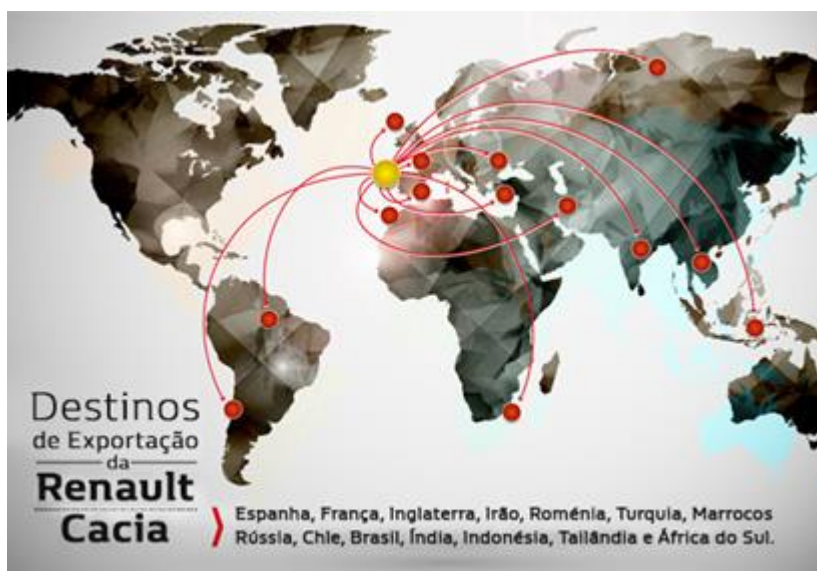 Destinos
de Exportação
da
Renault
Cacia
Espanha, França, Inglaterra, Irão, Roménia, Turquia, Marrocos
Rússia, Chle, Brasil, Índia, Indonésia, Tailândia e África do Sul.